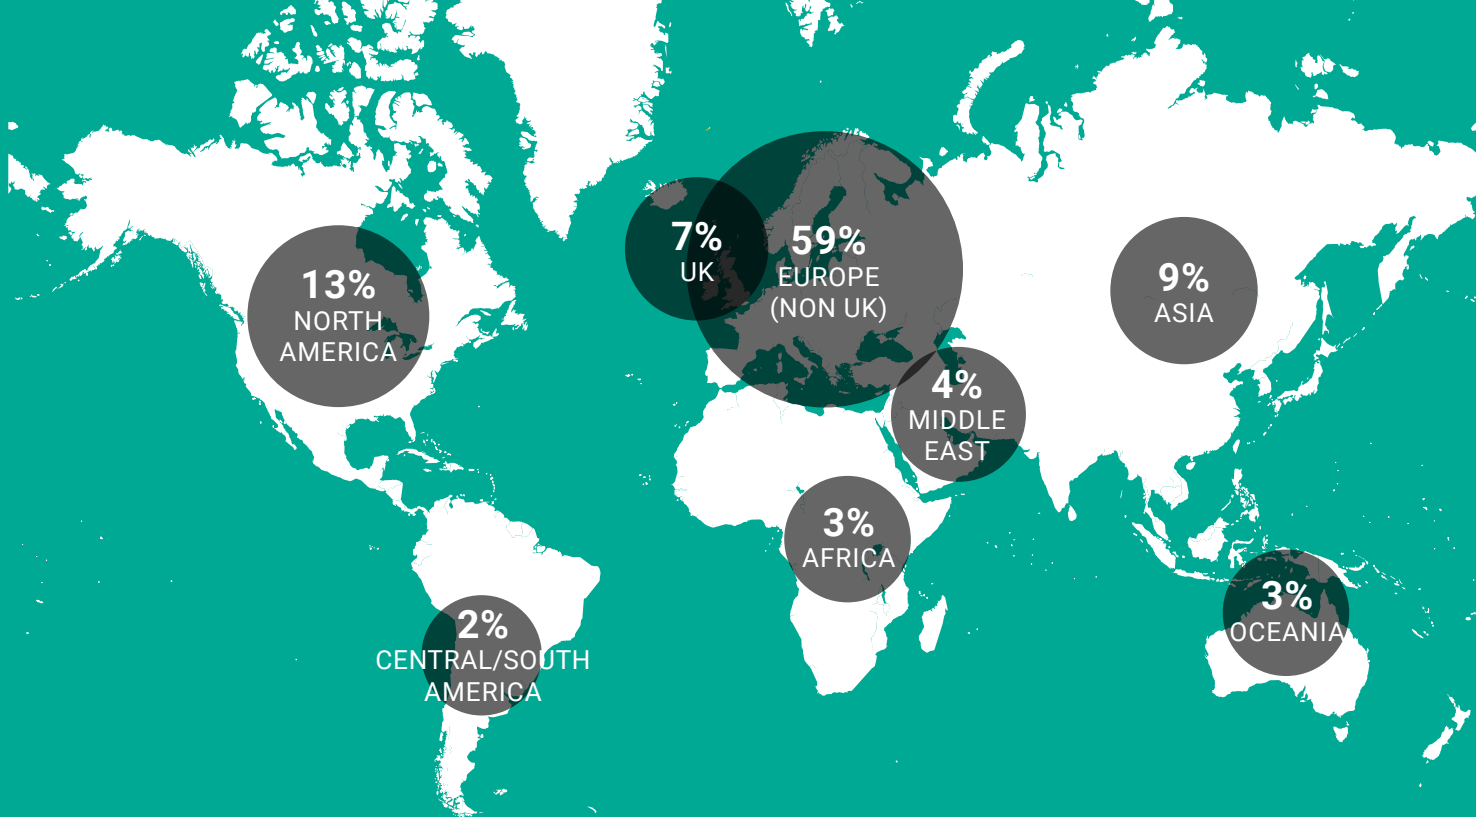 7%
UK
59%
EUROPE
(NON UK)
13%
NORTH
AMERICA
9%
ASIA
4%
MIDDLE
EAST
3%
AFRICA
3%
OCEANIA
2%
CENTRAL/SOUTH
AMERICA